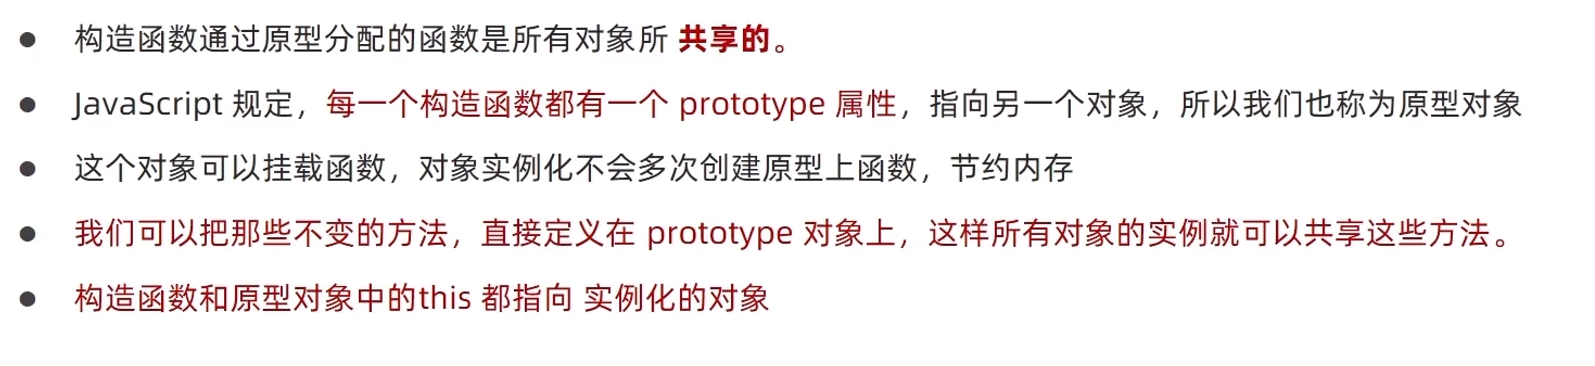 ● 构造函数通过原型分配的函数是所有对象所 共享的。
● JavaScript 规定，每一个构造函数都有一个 prototype 属性，指向另一个对象，所以我们也称为原型对象
● 这个对象可以挂载函数，对象实例化不会多次创建原型上函数，节约内存
● 我们可以把那些不变的方法，直接定义在 prototype 对象上，这样所有对象的实例就可以共享这些方法。
● 构造函数和原型对象中的this 都指向 实例化的对象